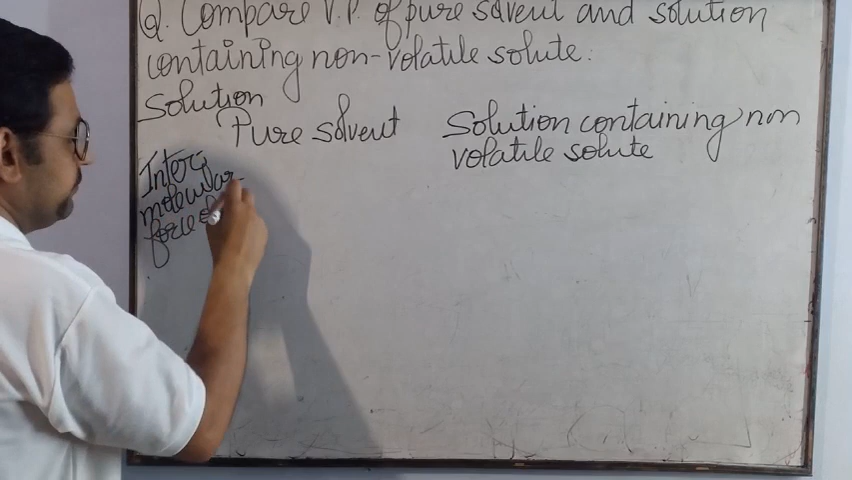 Q. Compare V.P. of pure solvent and solution
containing non-volatile solute.
Solution
Pure solvent
Solution containing non
volatile solute
Inter
molecular
force of